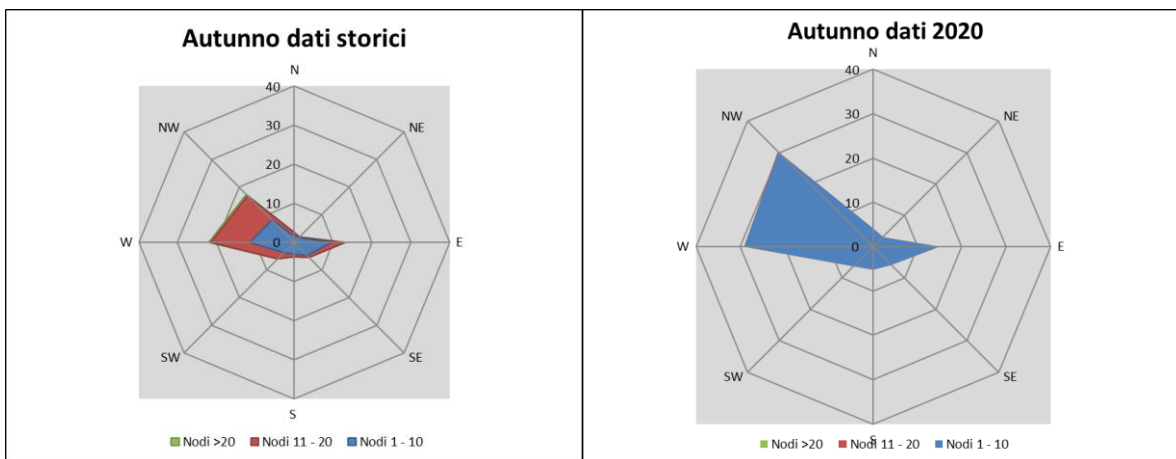 Autunno dati storici
N
40
NW
NE
30
20
10
W
0
E
SW
SE
S
Nodi >20 Nodi 11 - 20 Nodi 1 - 10
Autunno dati 2020
N
40
NW
NE
30
20
10
W
0
E
SW
SE
S
Nodi >20 Nodi 11 - 20 Nodi 1 - 10